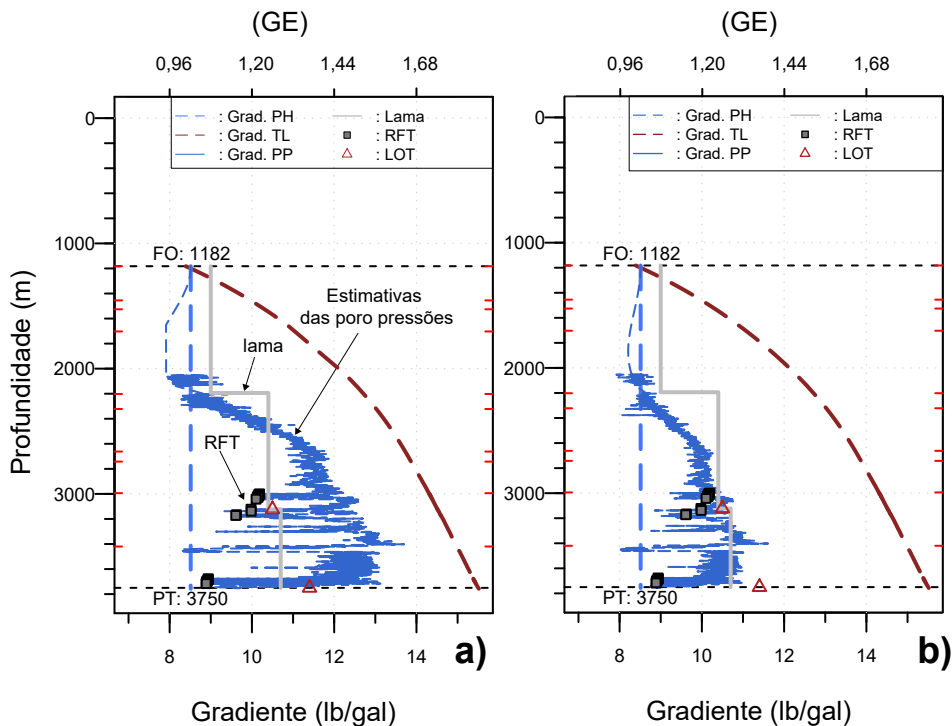 (GE)
0,96 1,20 1,44 1,68
: Grad. PH : Lama
: Grad. TL : RFT
: Grad. PP : LOT
0
1000
2000
3000
Profundidade (m)
FO: 1182
Estimativas
das poro pressões
lama
RFT
PT: 3750
a)
8 10 12 14
Gradiente (lb/gal)
(GE)
0,96 1,20 1,44 1,68
: Grad. PH : Lama
: Grad. TL : RFT
: Grad. PP : LOT
0
1000
2000
3000
FO: 1182
PT: 3750
b)
8 10 12 14
Gradiente (lb/gal)